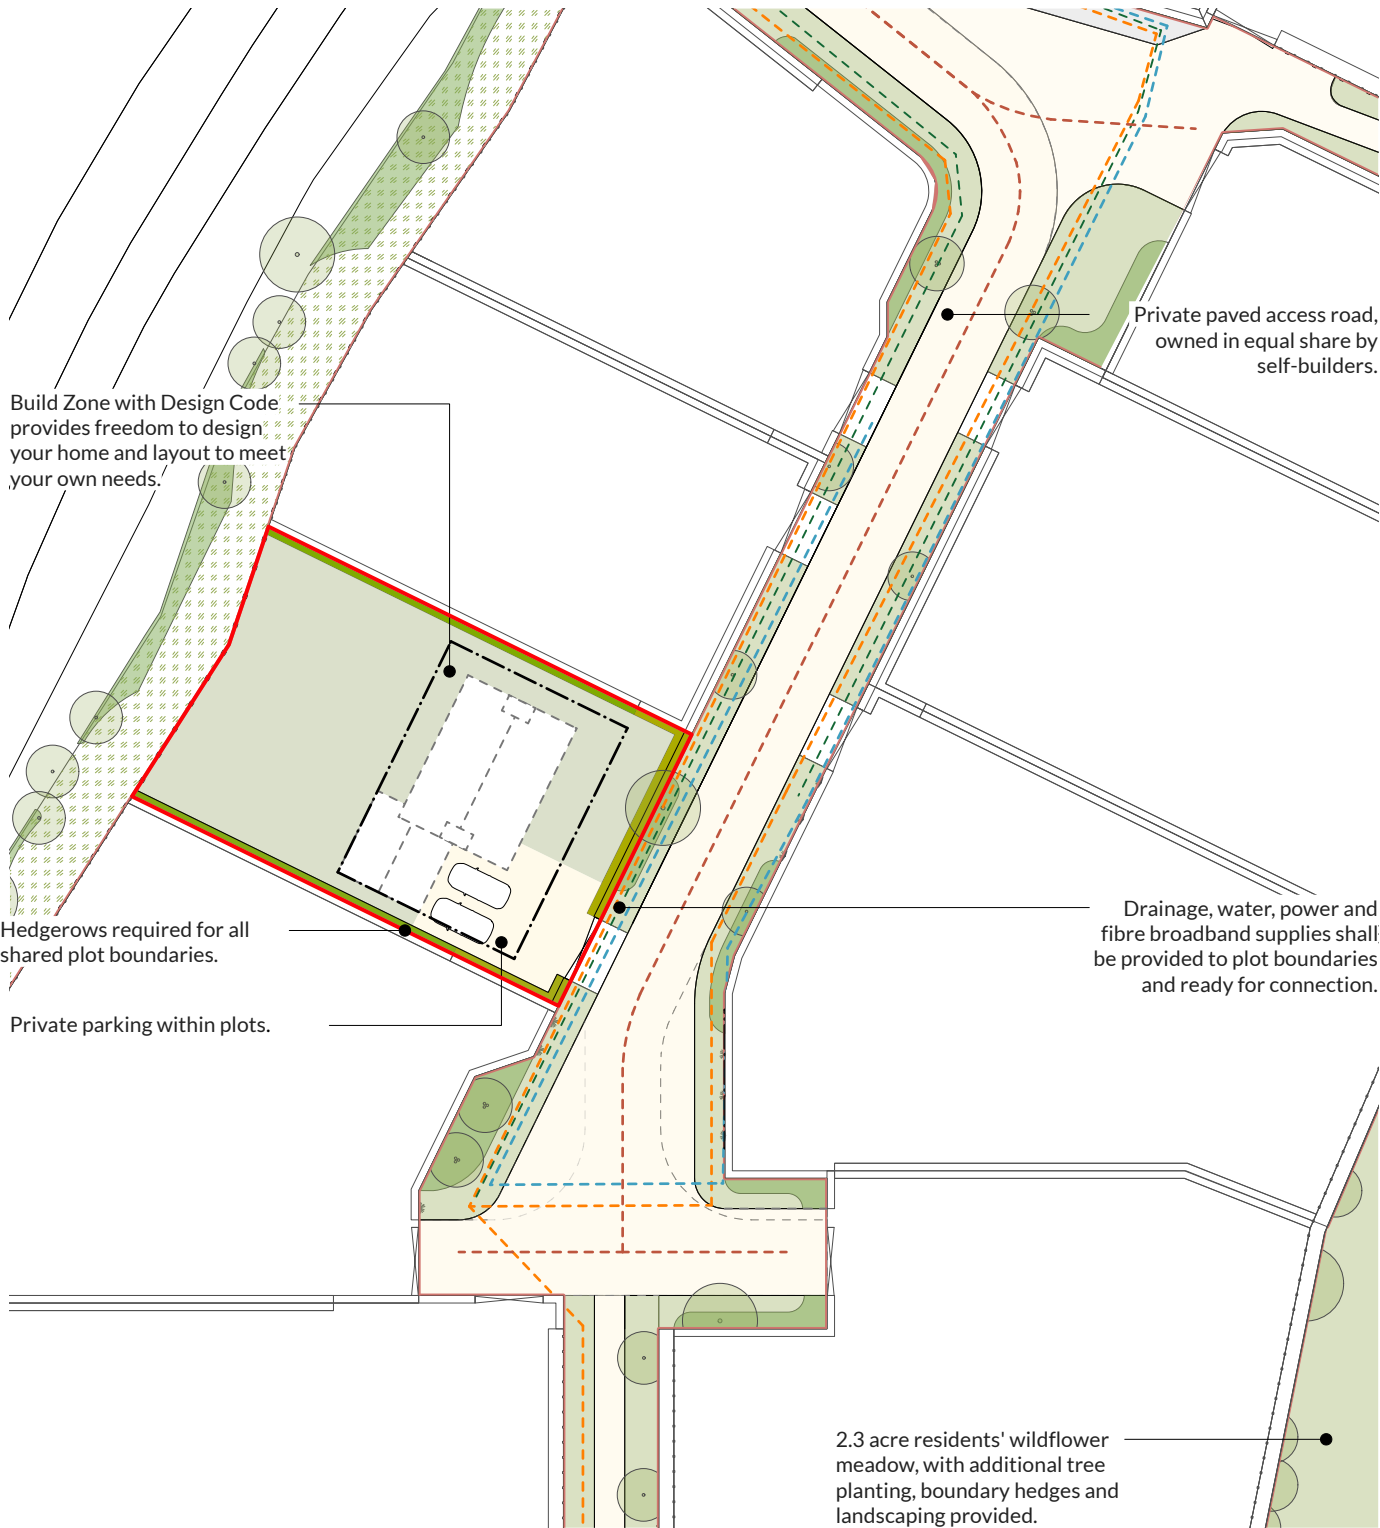 Private paved access road,
owned in equal share by
self-builders.
Build Zone with Design Code
provides freedom to design
your home and layout to meet
your own needs.
Hedgerows required for all
shared plot boundaries.
Drainage, water, power and
fibre broadband supplies shall
be provided to plot boundaries
and ready for connection.
Private parking within plots.
2.3 acre residents' wildflower
meadow, with additional tree
planting, boundary hedges and
landscaping provided.